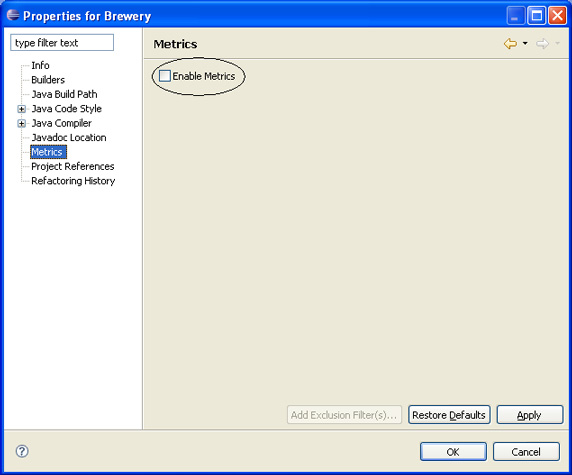 Properties for Brewery
type filter text
Info
Builders
Java Build Path
Java Code Style
Java Compiler
Javadoc Location
Metrics
Project References
Refactoring History
Metrics
Enable Metrics
Add Exclusion Filter(s)...
Restore Defaults
Apply
?
OK
Cancel